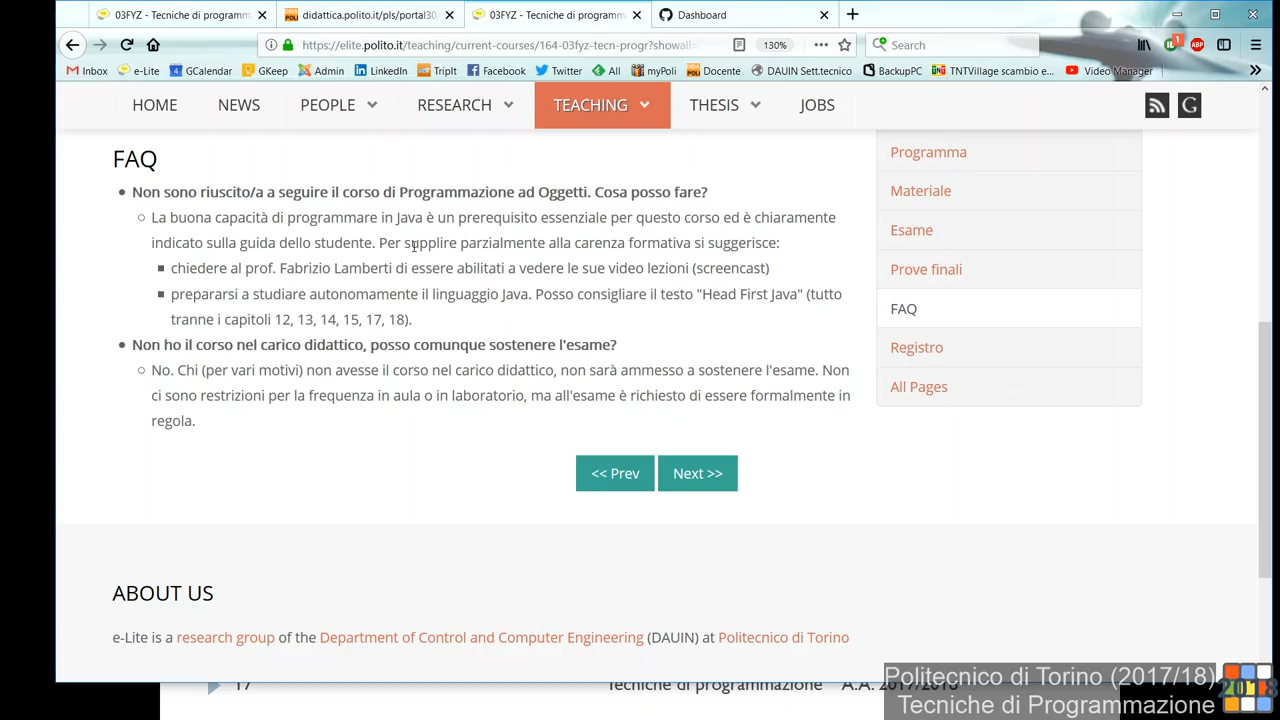 03FYZ - Tecniche di programm
didattica.polito.it/pls/portal30
03FYZ - Tecniche di programm
Dashboard
https://elite.polito.it/teaching/current-courses/164-03fyz-tecn-progr?showall=
130%
Search
Inbox e-Lite GCalendar GKeep Admin LinkedIn TripIt Facebook Twitter All myPoli Docente DAUIN Sett.tecnico BackupPC TNTVillage scambio e... Video Manager
HOME NEWS PEOPLE RESEARCH TEACHING THESIS JOBS
FAQ
Non sono riuscito/a a seguire il corso di Programmazione ad Oggetti. Cosa posso fare?
La buona capacità di programmare in Java è un prerequisito essenziale per questo corso ed è chiaramente
indicato sulla guida dello studente. Per supplire parzialmente alla carenza formativa si suggerisce:
chiedere al prof. Fabrizio Lamberti di essere abilitati a vedere le sue video lezioni (screencast)
prepararsi a studiare autonomamente il linguaggio Java. Posso consigliare il testo "Head First Java" (tutto
tranne i capitoli 12, 13, 14, 15, 17, 18).
Non ho il corso nel carico didattico, posso comunque sostenere l'esame?
No. Chi (per vari motivi) non avesse il corso nel carico didattico, non sarà ammesso a sostenere l'esame. Non
ci sono restrizioni per la frequenza in aula o in laboratorio, ma all'esame è richiesto di essere formalmente in
regola.
<< Prev Next >>
Programma
Materiale
Esame
Prove finali
FAQ
Registro
All Pages
ABOUT US
e-Lite is a research group of the Department of Control and Computer Engineering (DAUIN) at Politecnico di Torino
17 Tecniche di programmazione A.A. 2017/2018
Politecnico di Torino (2017/18)
Tecniche di Programmazione
2018